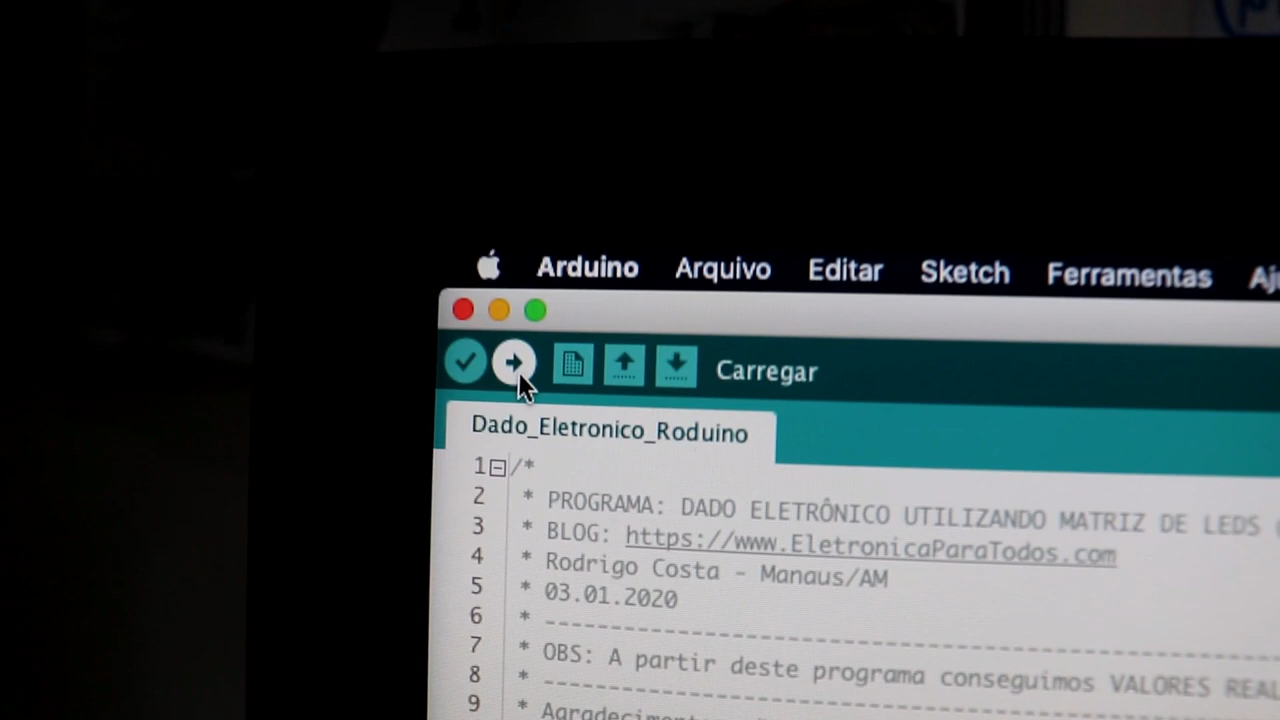 Arduino Arquivo Editar Sketch Ferramentas
Carregar
Dado_Eletronico_Roduino
1 /*
2 * PROGRAMA: DADO ELETRÔNICO UTILIZANDO MATRIZ DE LEDS
3 * BLOG: https://www.EletronicaParaTodos.com
4 * Rodrigo Costa - Manaus/AM
5 * 03.01.2020
6 * --------------------------------------------------
7 * OBS: A partir deste programa conseguimos VALORES
8 * --------------------------------------------------
9 *